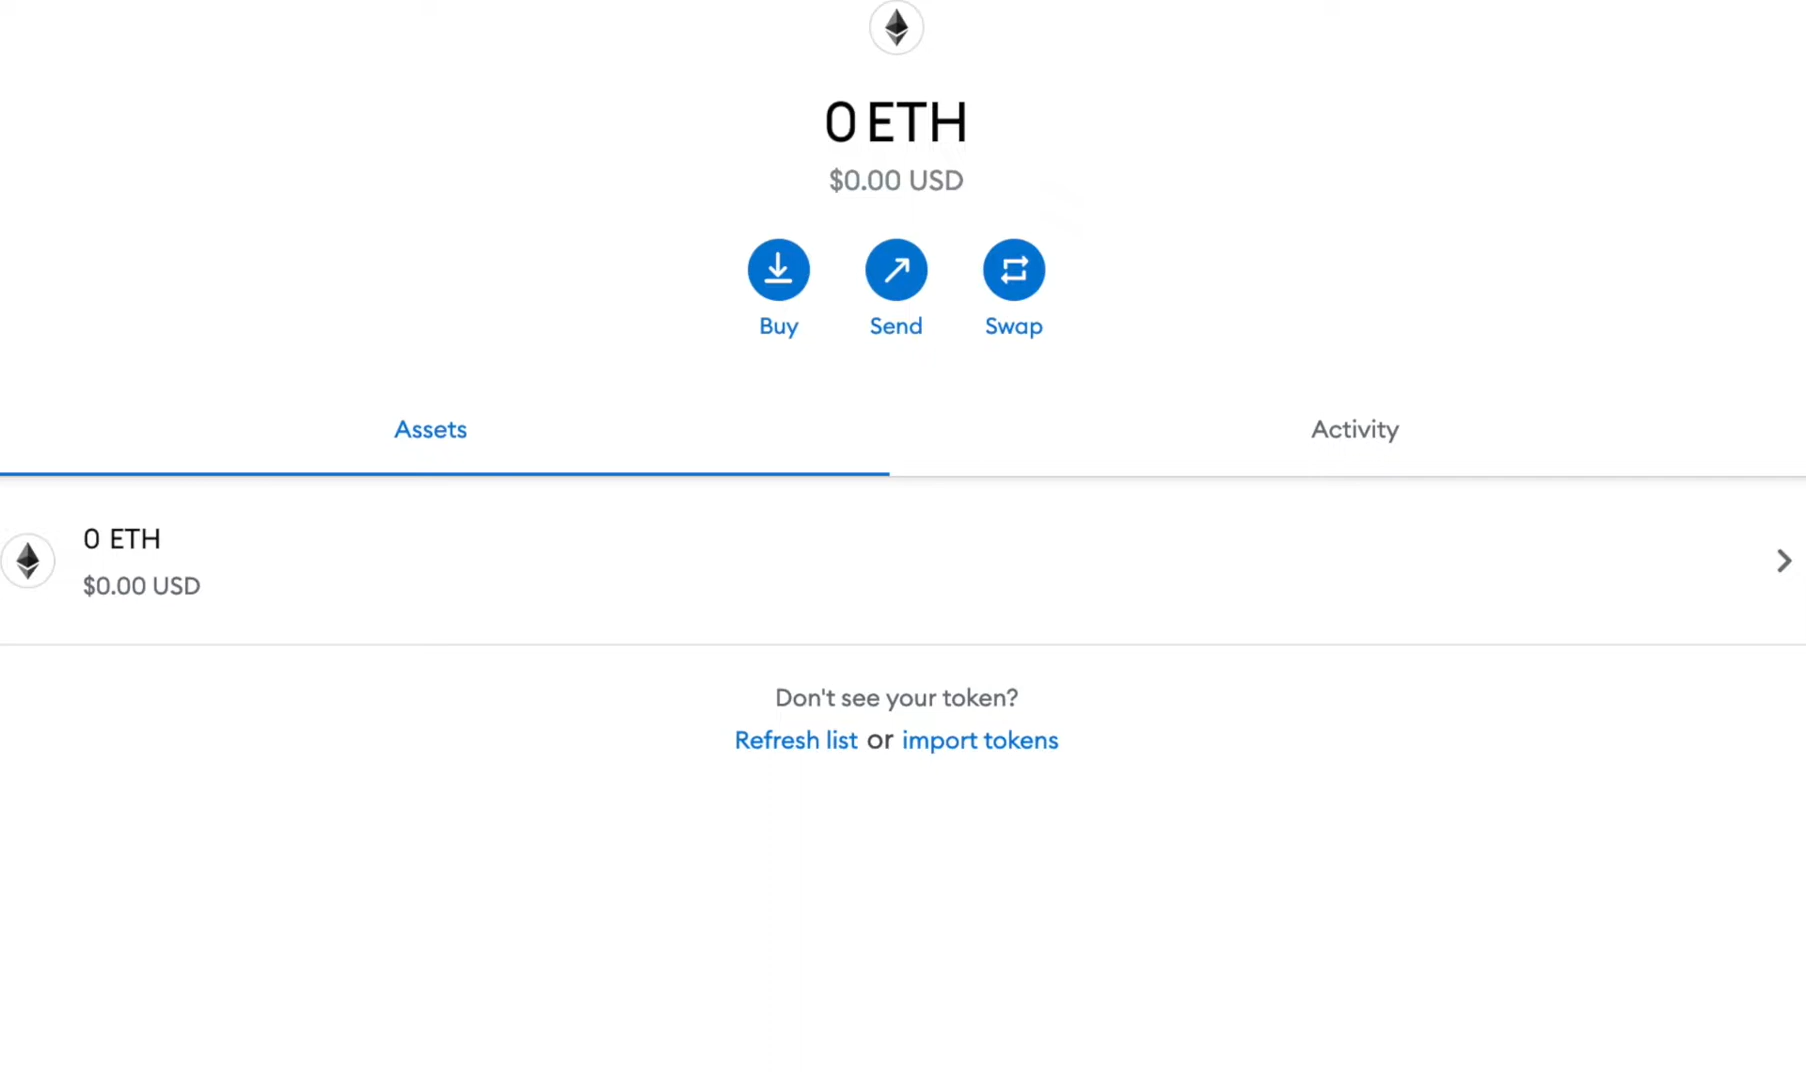 0 ETH
$0.00 USD
Buy Send Swap
Assets Activity
0 ETH
$0.00 USD
Don't see your token?
Refresh list or import tokens